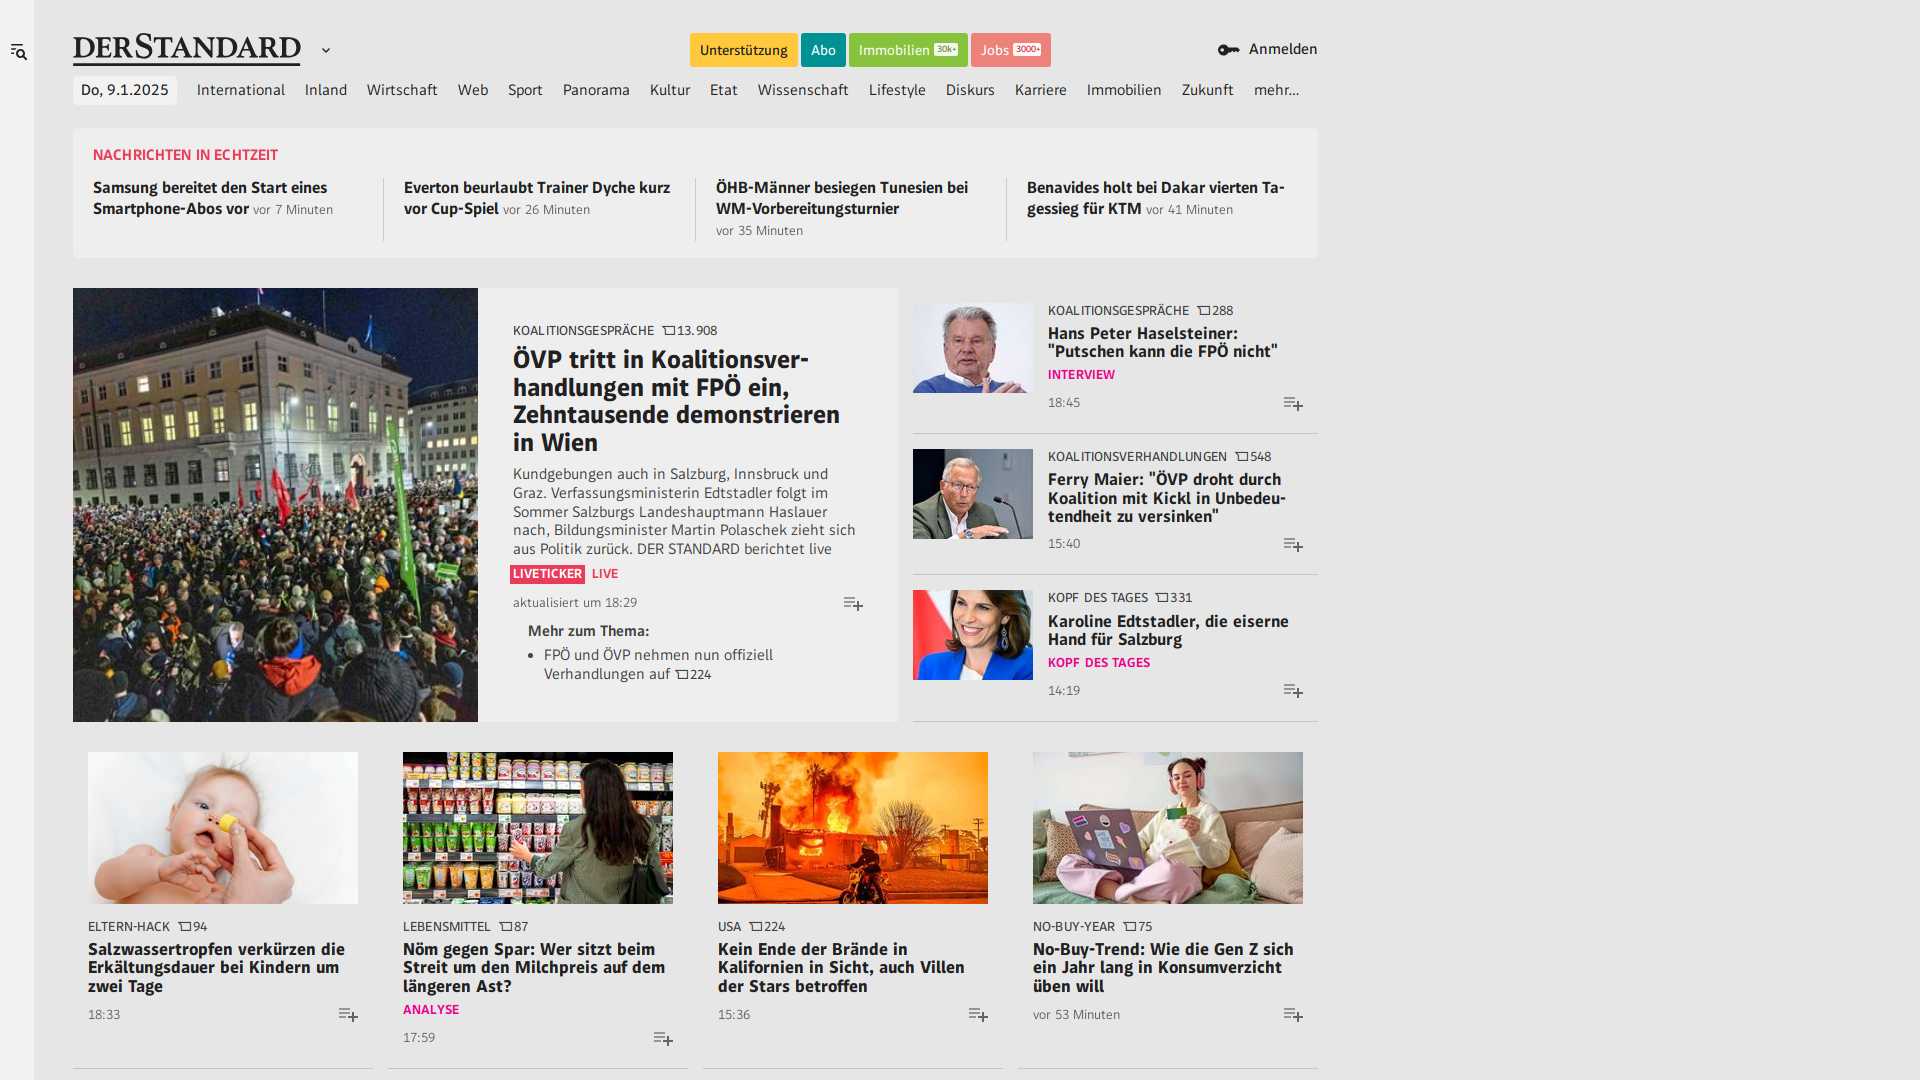 DERSTANDARD
Unterstützung
Abo
Immobilien 30k+
Jobs 3000+
Anmelden
Do, 9.1.2025
International
Inland
Wirtschaft
Web
Sport
Panorama
Kultur
Etat
Wissenschaft
Lifestyle
Diskurs
Karriere
Immobilien
Zukunft
mehr...
NACHRICHTEN IN ECHTZEIT
Samsung bereitet den Start eines
Smartphone-Abos vor vor 7 Minuten
Everton beurlaubt Trainer Dyche kurz
vor Cup-Spiel vor 26 Minuten
ÖHB-Männer besiegen Tunesien bei
WM-Vorbereitungsturnier
vor 35 Minuten
Benavides holt bei Dakar vierten Ta-
gessieg für KTM vor 41 Minuten
KOALITIONSGESPRÄCHE 13.908
ÖVP tritt in Koalitionsver-
handlungen mit FPÖ ein,
Zehntausende demonstrieren
in Wien
Kundgebungen auch in Salzburg, Innsbruck und
Graz. Verfassungsministerin Edtstadler folgt im
Sommer Salzburgs Landeshauptmann Haslauer
nach, Bildungsminister Martin Polaschek zieht sich
aus Politik zurück. DER STANDARD berichtet live
LIVETICKER LIVE
aktualisiert um 18:29
Mehr zum Thema:
• FPÖ und ÖVP nehmen nun offiziell
Verhandlungen auf 224
KOALITIONSGESPRÄCHE 288
Hans Peter Haselsteiner:
"Putschen kann die FPÖ nicht"
INTERVIEW
18:45
KOALITIONSVERHANDLUNGEN 548
Ferry Maier: "ÖVP droht durch
Koalition mit Kickl in Unbedeu-
tendheit zu versinken"
15:40
KOPF DES TAGES 331
Karoline Edtstadler, die eiserne
Hand für Salzburg
KOPF DES TAGES
14:19
ELTERN-HACK 94
Salzwassertropfen verkürzen die
Erkältungsdauer bei Kindern um
zwei Tage
18:33
LEBENSMITTEL 87
Nöm gegen Spar: Wer sitzt beim
Streit um den Milchpreis auf dem
längeren Ast?
ANALYSE
17:59
USA 224
Kein Ende der Brände in
Kalifornien in Sicht, auch Villen
der Stars betroffen
15:36
NO-BUY-YEAR 75
No-Buy-Trend: Wie die Gen Z sich
ein Jahr lang in Konsumverzicht
üben will
vor 53 Minuten